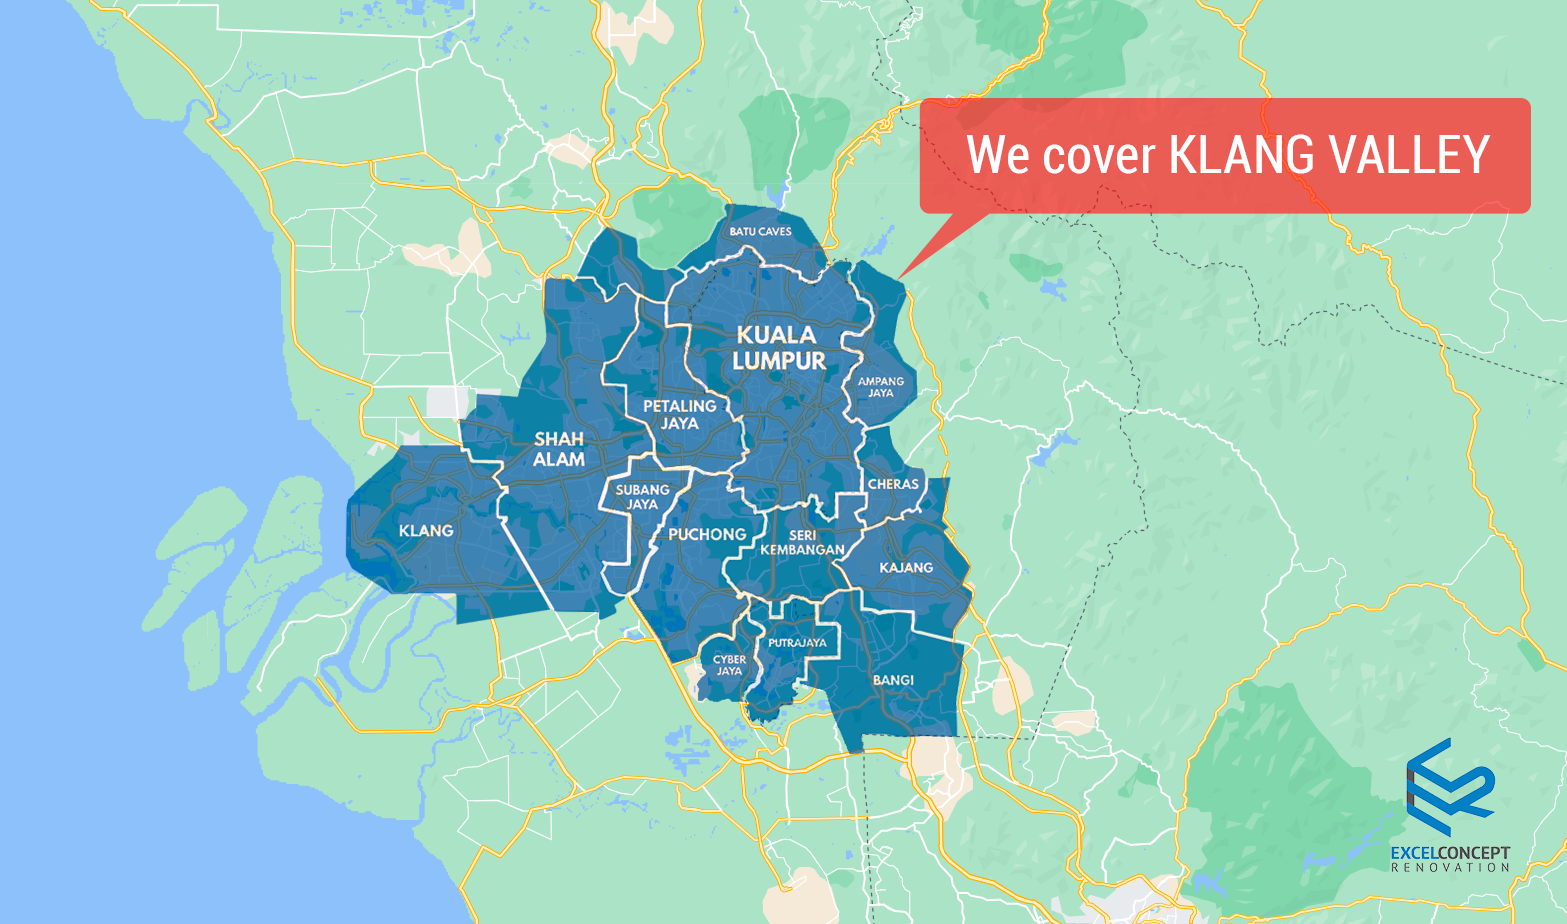 We cover KLANG VALLEY
BATU CAVES
KUALA
LUMPUR
AMPANG
JAYA
PETALING
JAYA
SHAH
ALAM
CHERAS
SUBANG
JAYA
KLANG
PUCHONG
SERI
KEMBANGAN
KAJANG
PUTRAJAYA
CYBER
JAYA
BANGI
EXCELCONCEPT
RENOVATION